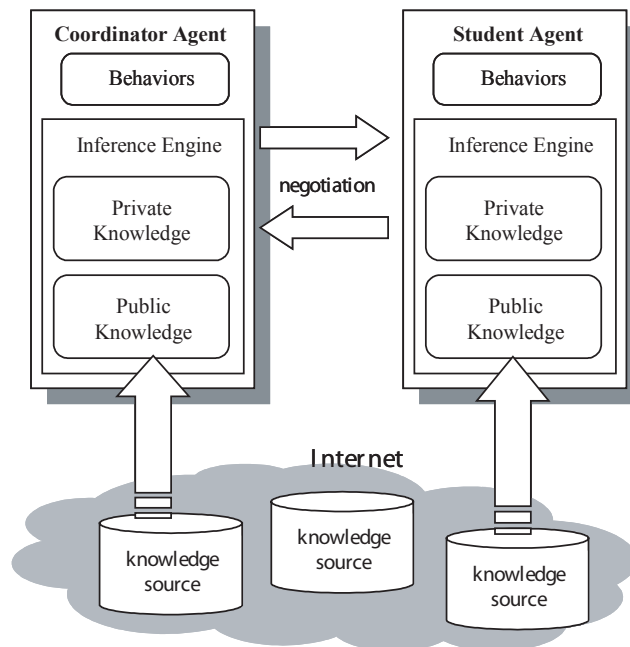 Coordinator Agent
Behaviors
Inference Engine
Private
Knowledge
Public
Knowledge
negotiation
Student Agent
Behaviors
Inference Engine
Private
Knowledge
Public
Knowledge
Internet
knowledge
source
knowledge
source
knowledge
source